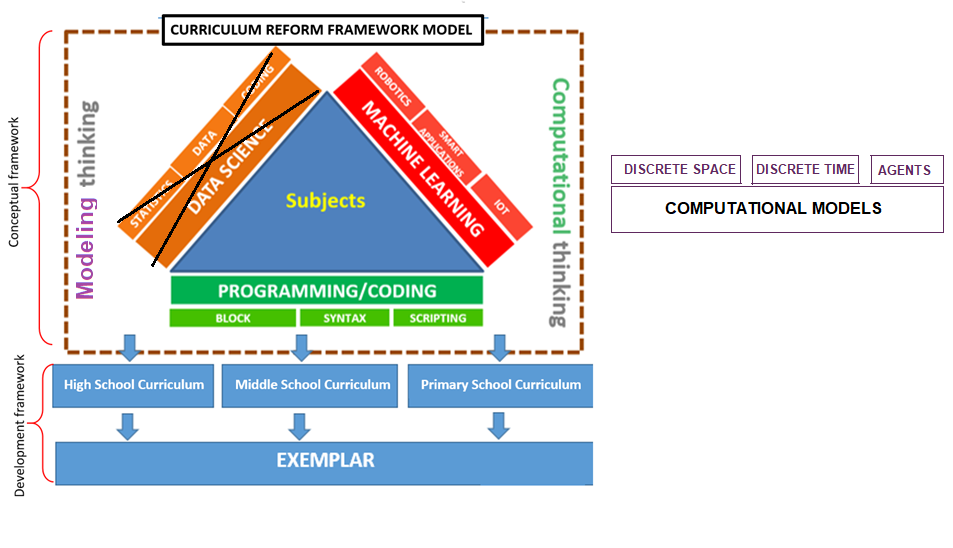 CURRICULUM REFORM FRAMEWORK MODEL
Conceptual framework
Modeling thinking
STATISTICS
DATA
CODING
DATA SCIENCE
Subjects
ROBOTICS
SMART
APPLICATIONS
IOT
MACHINE LEARNING
Computational thinking
PROGRAMMING/CODING
BLOCK
SYNTAX
SCRIPTING
DISCRETE SPACE
DISCRETE TIME
AGENTS
COMPUTATIONAL MODELS
Development framework
High School Curriculum
Middle School Curriculum
Primary School Curriculum
EXEMPLAR